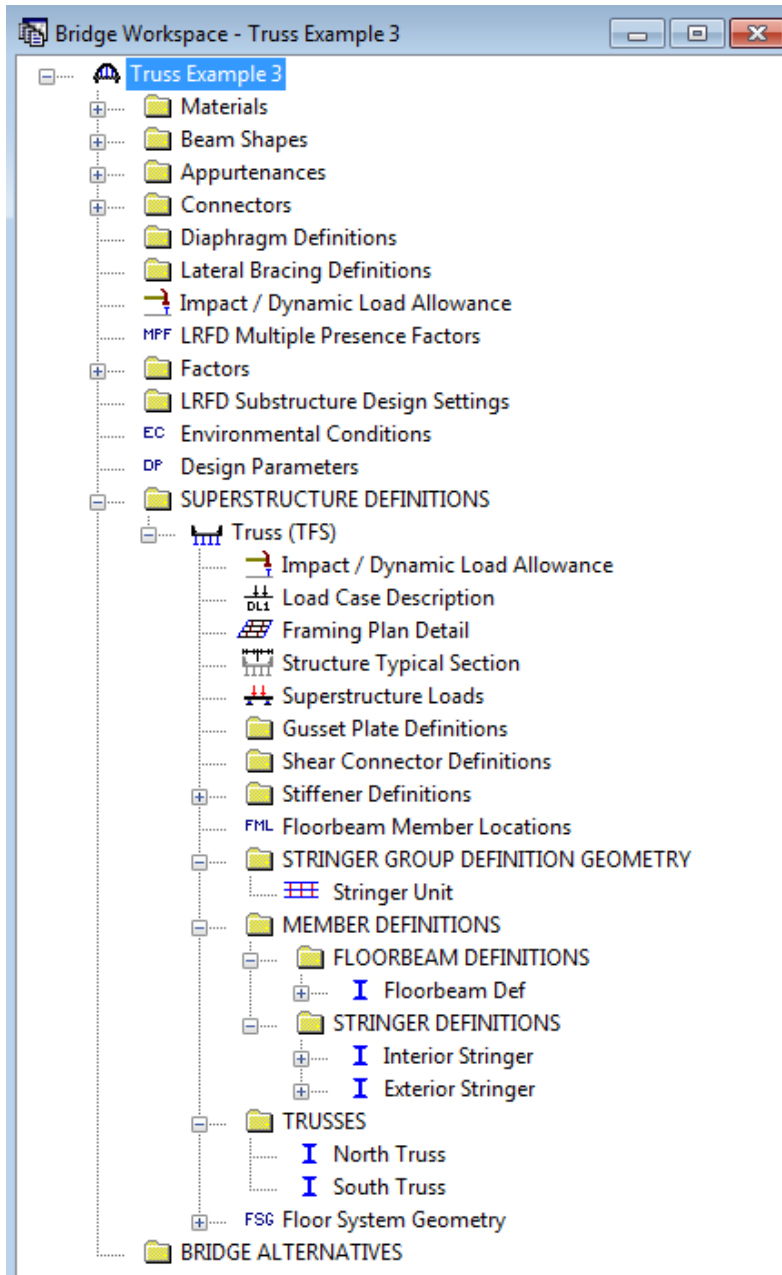 Bridge Workspace - Truss Example 3
Truss Example 3
Materials
Beam Shapes
Appurtenances
Connectors
Diaphragm Definitions
Lateral Bracing Definitions
Impact / Dynamic Load Allowance
MPF LRFD Multiple Presence Factors
Factors
LRFD Substructure Design Settings
EC Environmental Conditions
DP Design Parameters
SUPERSTRUCTURE DEFINITIONS
Truss (TFS)
Impact / Dynamic Load Allowance
DL1 Load Case Description
Framing Plan Detail
Structure Typical Section
Superstructure Loads
Gusset Plate Definitions
Shear Connector Definitions
Stiffener Definitions
FML Floorbeam Member Locations
STRINGER GROUP DEFINITION GEOMETRY
Stringer Unit
MEMBER DEFINITIONS
FLOORBEAM DEFINITIONS
Floorbeam Def
STRINGER DEFINITIONS
Interior Stringer
Exterior Stringer
TRUSSES
North Truss
South Truss
FSG Floor System Geometry
BRIDGE ALTERNATIVES